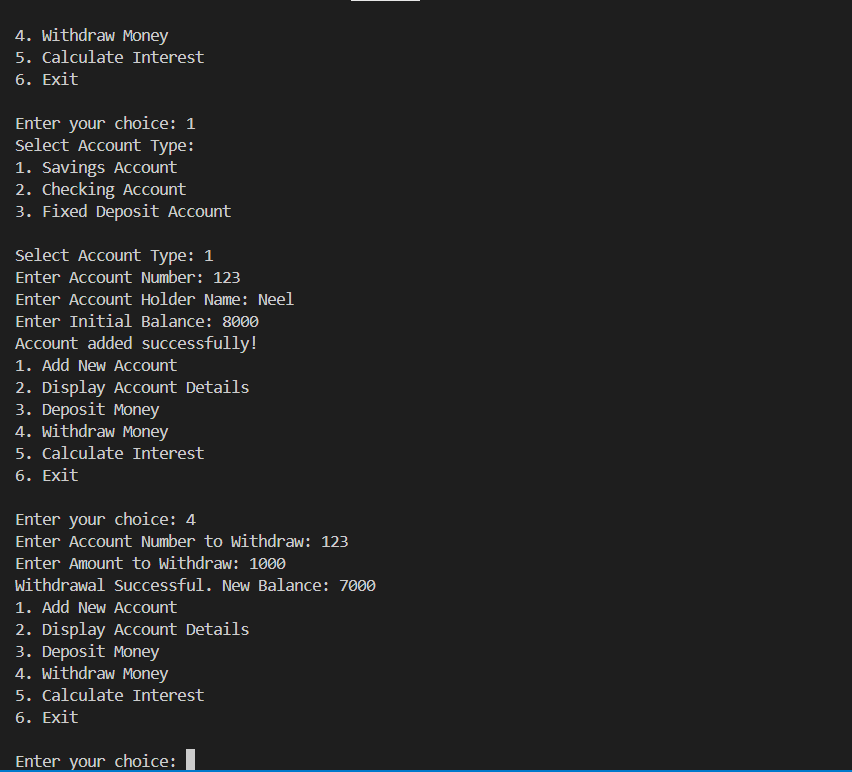 4. Withdraw Money
5. Calculate Interest
6. Exit
Enter your choice: 1
Select Account Type:
1. Savings Account
2. Checking Account
3. Fixed Deposit Account
Select Account Type: 1
Enter Account Number: 123
Enter Account Holder Name: Neel
Enter Initial Balance: 8000
Account added successfully!
1. Add New Account
2. Display Account Details
3. Deposit Money
4. Withdraw Money
5. Calculate Interest
6. Exit
Enter your choice: 4
Enter Account Number to Withdraw: 123
Enter Amount to Withdraw: 1000
Withdrawal Successful. New Balance: 7000
1. Add New Account
2. Display Account Details
3. Deposit Money
4. Withdraw Money
5. Calculate Interest
6. Exit
Enter your choice: